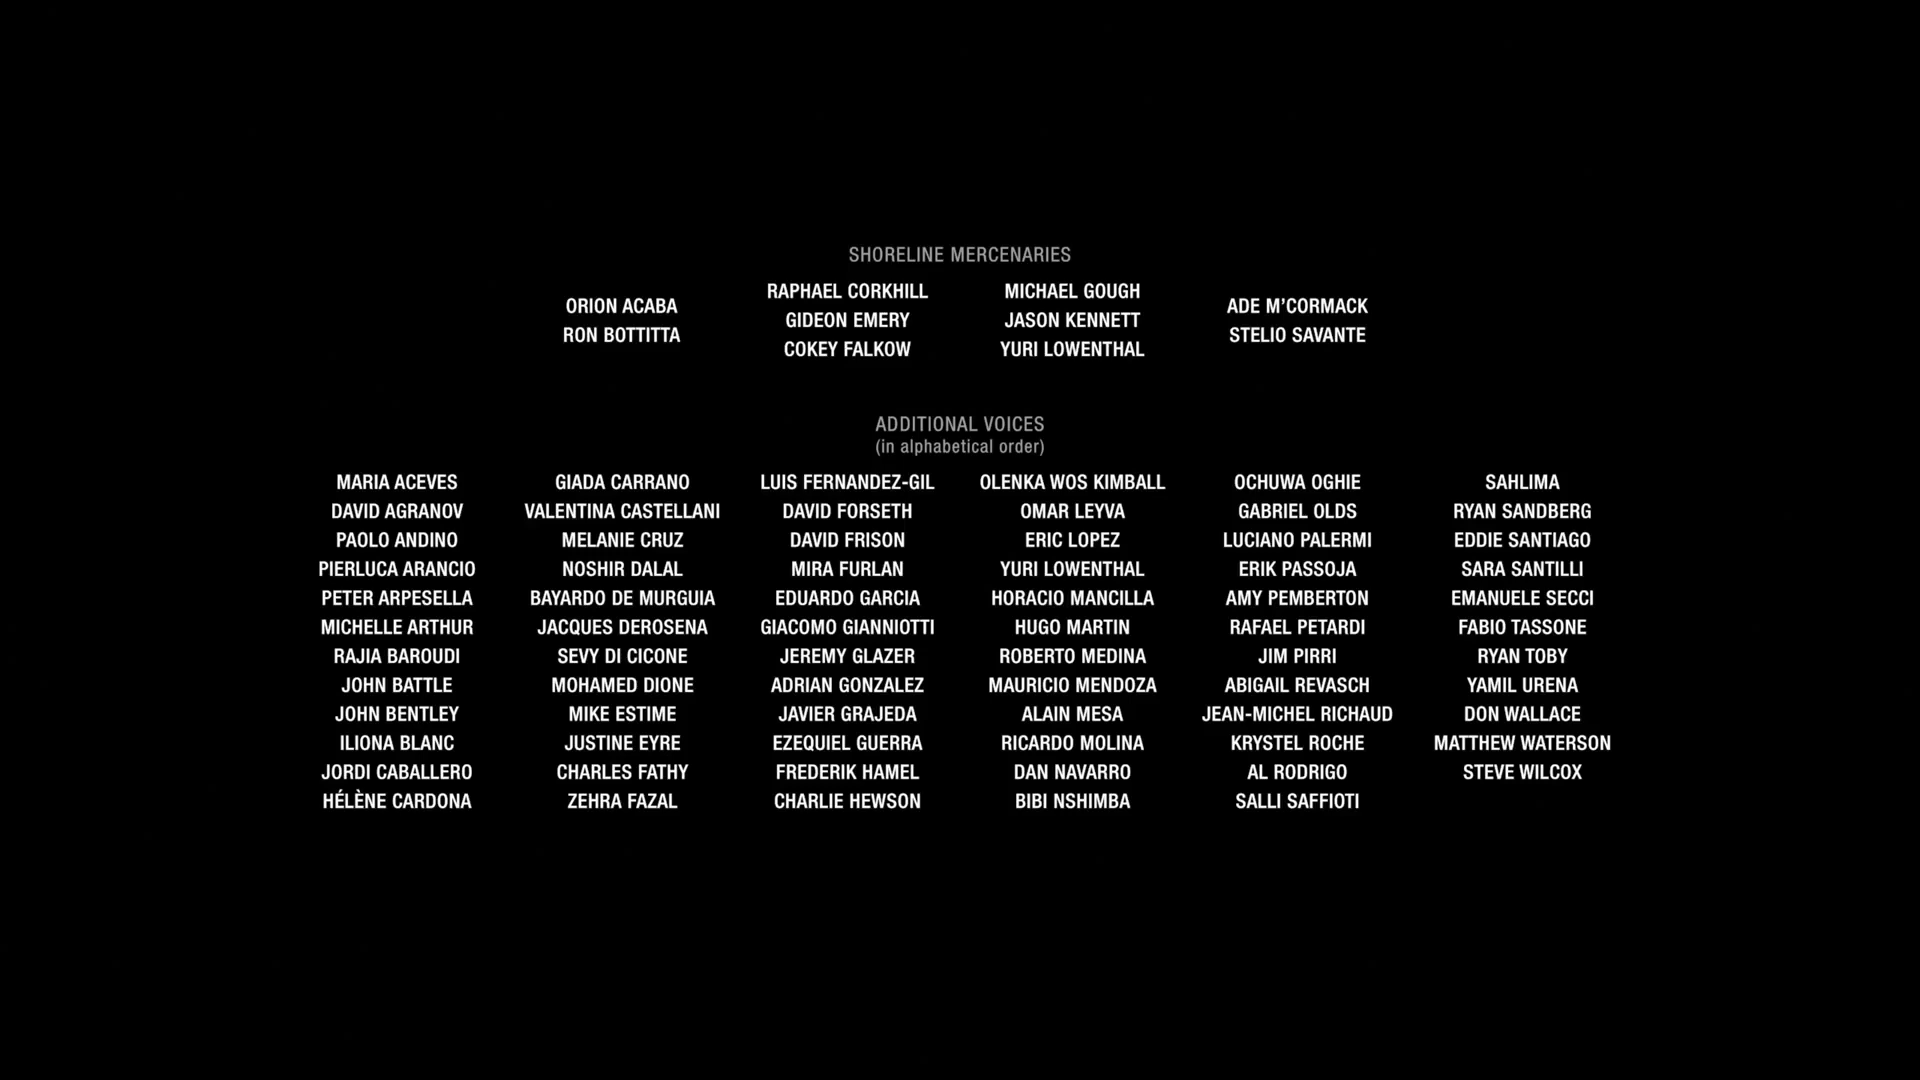 SHORELINE MERCENARIES
ORION ACABA
RON BOTTITTA
RAPHAEL CORKHILL
GIDEON EMERY
COKEY FALKOW
MICHAEL GOUGH
JASON KENNETT
YURI LOWENTHAL
ADE M’CORMACK
STELIO SAVANTE
ADDITIONAL VOICES
(in alphabetical order)
MARIA ACEVES
DAVID AGRANOV
PAOLO ANDINO
PIERLUCA ARANCIO
PETER ARPESELLA
MICHELLE ARTHUR
RAJIA BAROUDI
JOHN BATTLE
JOHN BENTLEY
ILIONA BLANC
JORDI CABALLERO
HÉLÈNE CARDONA
GIADA CARRANO
VALENTINA CASTELLANI
MELANIE CRUZ
NOSHIR DALAL
BAYARDO DE MURGUIA
JACQUES DEROSENA
SEVY DI CICONE
MOHAMED DIONE
MIKE ESTIME
JUSTINE EYRE
CHARLES FATHY
ZEHRA FAZAL
LUIS FERNANDEZ-GIL
DAVID FORSETH
DAVID FRISON
MIRA FURLAN
EDUARDO GARCIA
GIACOMO GIANNIOTTI
JEREMY GLAZER
ADRIAN GONZALEZ
JAVIER GRAJEDA
EZEQUIEL GUERRA
FREDERIK HAMEL
CHARLIE HEWSON
OLENKA WOS KIMBALL
OMAR LEYVA
ERIC LOPEZ
YURI LOWENTHAL
HORACIO MANCILLA
HUGO MARTIN
ROBERTO MEDINA
MAURICIO MENDOZA
ALAIN MESA
RICARDO MOLINA
DAN NAVARRO
BIBI NSHIMBA
OCHUWA OGHIE
GABRIEL OLDS
LUCIANO PALERMI
ERIK PASSOJA
AMY PEMBERTON
RAFAEL PETARDI
JIM PIRRI
ABIGAIL REVASCH
JEAN-MICHEL RICHAUD
KRYSTEL ROCHE
AL RODRIGO
SALLI SAFFIOTI
SAHLIMA
RYAN SANDBERG
EDDIE SANTIAGO
SARA SANTILLI
EMANUELE SECCI
FABIO TASSONE
RYAN TOBY
YAMIL URENA
DON WALLACE
MATTHEW WATERSON
STEVE WILCOX